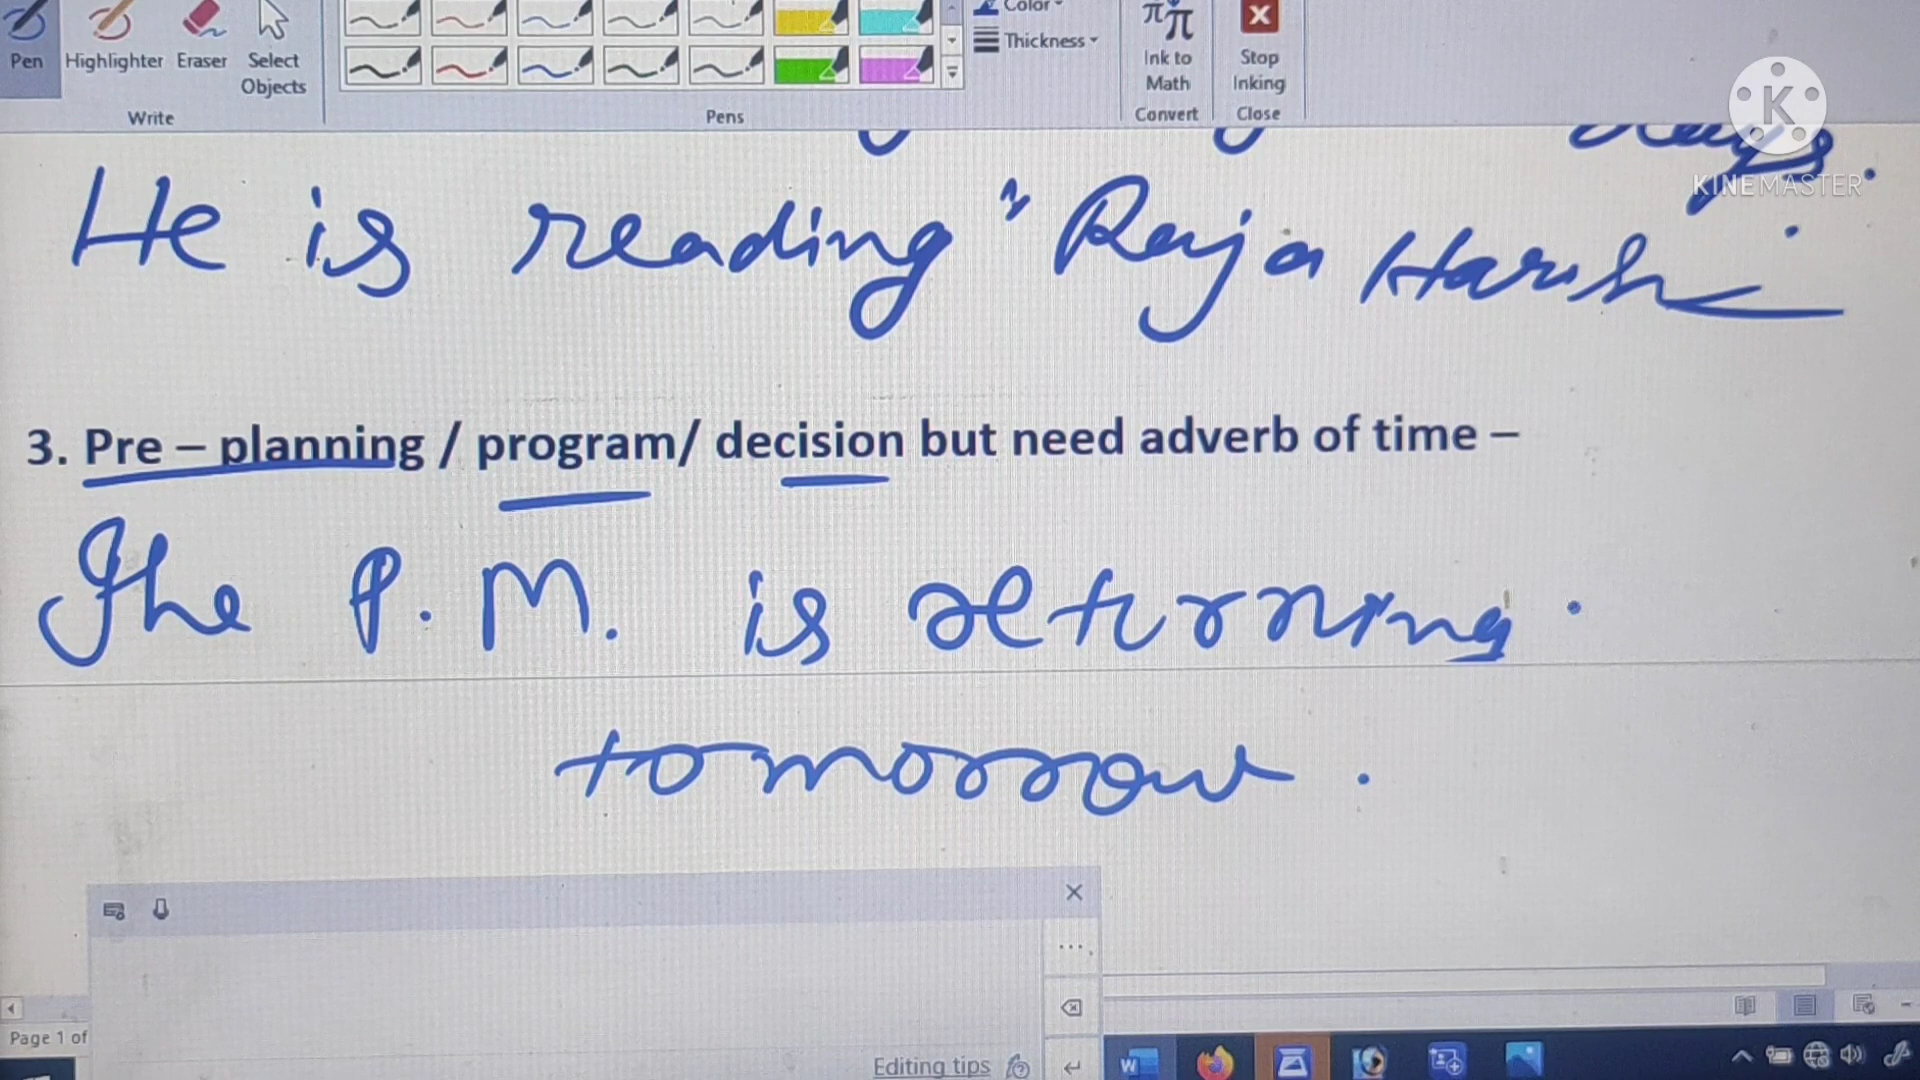 Color
Pen Highlighter Eraser Select Objects
Thickness
Ink to Math
Stop Inking
Write Pens Convert Close
K
KINEMASTER
days.
He is reading "Raja Harish
3. Pre – planning / program/ decision but need adverb of time –
The P.M. is returning.
tomorrow.
Page 1 of
Editing tips